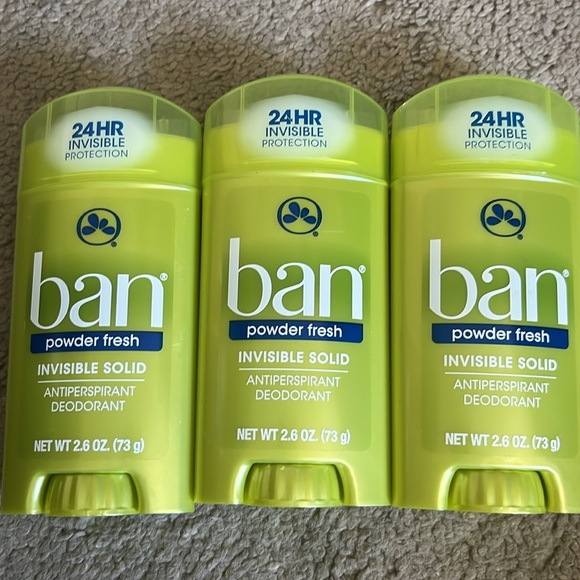 24HR
INVISIBLE
PROTECTION
ban®
powder fresh
INVISIBLE SOLID
ANTIPERSPIRANT
DEODORANT
NET WT 2.6 OZ. (73 g)
24HR
INVISIBLE
PROTECTION
ban®
powder fresh
INVISIBLE SOLID
ANTIPERSPIRANT
DEODORANT
NET WT 2.6 OZ. (73 g)
24HR
INVISIBLE
PROTECTION
ban®
powder fresh
INVISIBLE SOLID
ANTIPERSPIRANT
DEODORANT
NET WT 2.6 OZ. (73 g)